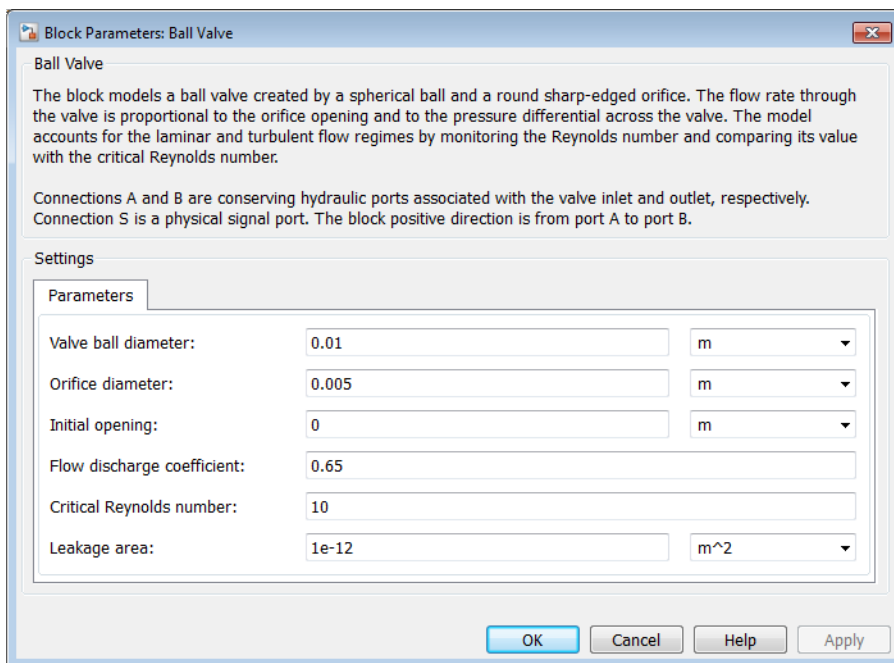 Block Parameters: Ball Valve
Ball Valve
The block models a ball valve created by a spherical ball and a round sharp-edged orifice. The flow rate through
the valve is proportional to the orifice opening and to the pressure differential across the valve. The model
accounts for the laminar and turbulent flow regimes by monitoring the Reynolds number and comparing its value
with the critical Reynolds number.
Connections A and B are conserving hydraulic ports associated with the valve inlet and outlet, respectively.
Connection S is a physical signal port. The block positive direction is from port A to port B.
Settings
Parameters
Valve ball diameter: 0.01 m
Orifice diameter: 0.005 m
Initial opening: 0 m
Flow discharge coefficient: 0.65
Critical Reynolds number: 10
Leakage area: 1e-12 m^2
OK Cancel Help Apply